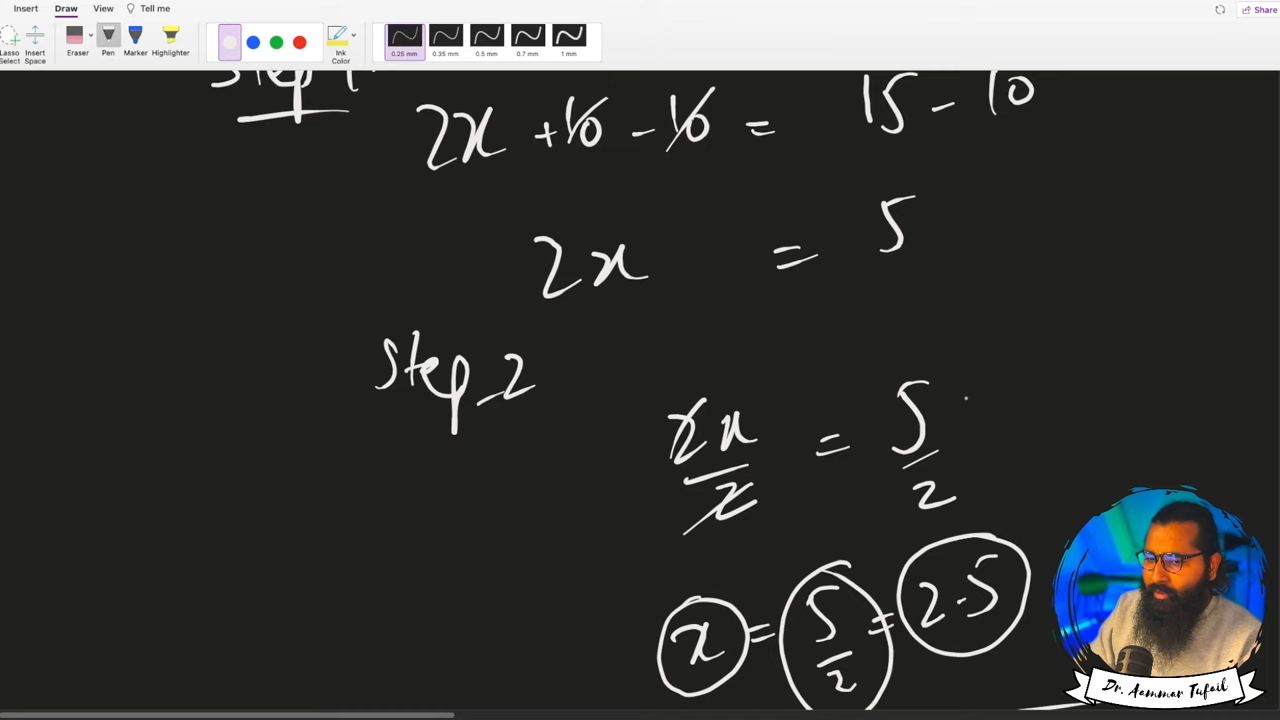 Insert Draw View Tell me
Share
Lasso Select
Insert Space
Eraser
Pen
Marker
Highlighter
Ink Color
0.25 mm
0.35 mm
0.5 mm
0.7 mm
1 mm
Step 1
2x +10 - 10 = 15 - 10
2x = 5
Step 2
2x/2 = 5/2
x = 5/2 = 2.5
Dr. Aammar Tufail